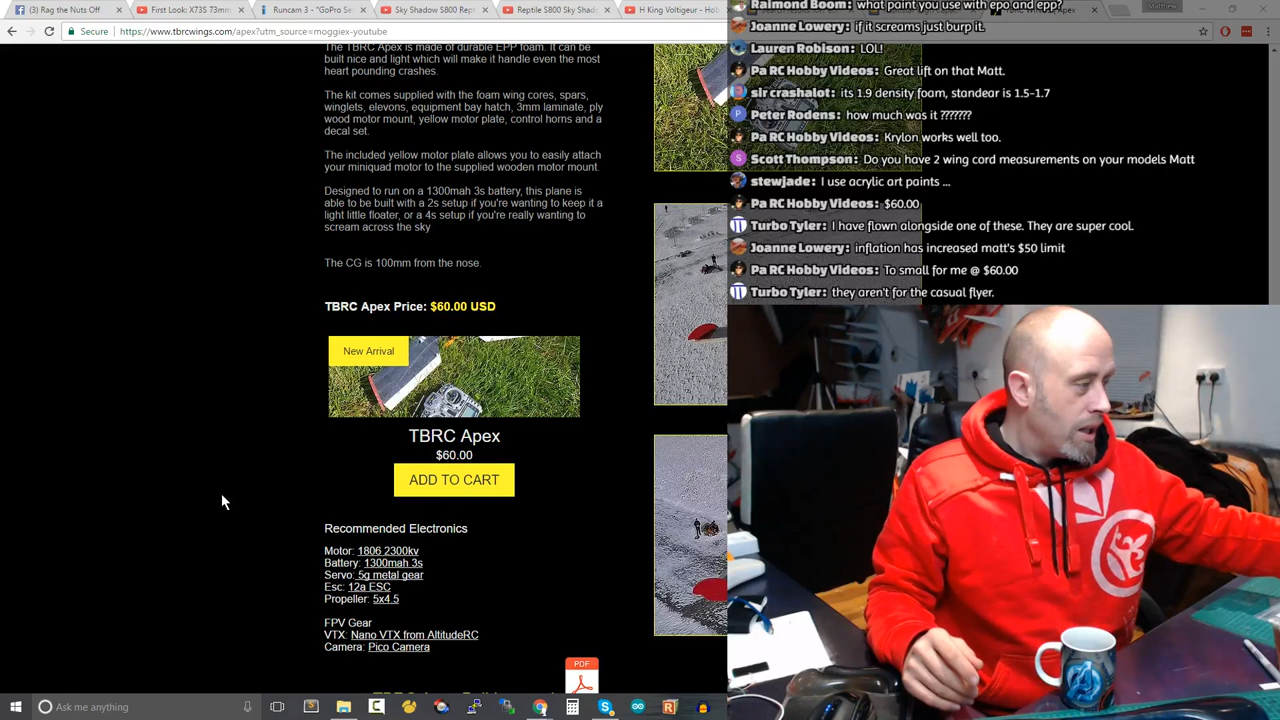 (3) Rag the Nuts Off
First Look: X73S 73mm
Runcam 3 - "GoPro Se
Sky Shadow S800 Rept
Reptile S800 Sky Shado
H King Voltigeur - Hob
Apex
Matthew
Secure
https://www.tbrcwings.com/apex?utm_source=moggiex-youtube
The TBRC Apex is made of durable EPP foam. It can be
built nice and light which will make it handle even the most
heart pounding crashes.
The kit comes supplied with the foam wing cores, spars,
winglets, elevons, equipment bay hatch, 3mm laminate, ply
wood motor mount, yellow motor plate, control horns and a
decal set.
The included yellow motor plate allows you to easily attach
your miniquad motor to the supplied wooden motor mount.
Designed to run on a 1300mah 3s battery, this plane is
able to be built with a 2s setup if you're wanting to keep it a
light little floater, or a 4s setup if you're really wanting to
scream across the sky
The CG is 100mm from the nose.
TBRC Apex Price: $60.00 USD
New Arrival
TBRC Apex
$60.00
ADD TO CART
Recommended Electronics
Motor: 1806 2300kv
Battery: 1300mah 3s
Servo: 5g metal gear
Esc: 12a ESC
Propeller: 5x4.5
FPV Gear
VTX: Nano VTX from AltitudeRC
Camera: Pico Camera
PDF
Raimond Boom: what paint you use with epo and epp?
Joanne Lowery: if it screams just burp it.
Lauren Robison: LOL!
Pa RC Hobby Videos: Great lift on that Matt.
sir crashalot: its 1.9 density foam, standear is 1.5-1.7
P Peter Rodens: how much was it ???????
Pa RC Hobby Videos: Krylon works well too.
S Scott Thompson: Do you have 2 wing cord measurements on your models Matt
stewjade: I use acrylic art paints ...
Pa RC Hobby Videos: $60.00
Turbo Tyler: I have flown alongside one of these. They are super cool.
Joanne Lowery: inflation has increased matt's $50 limit
Pa RC Hobby Videos: To small for me @ $60.00
Turbo Tyler: they aren't for the casual flyer.
Ask me anything